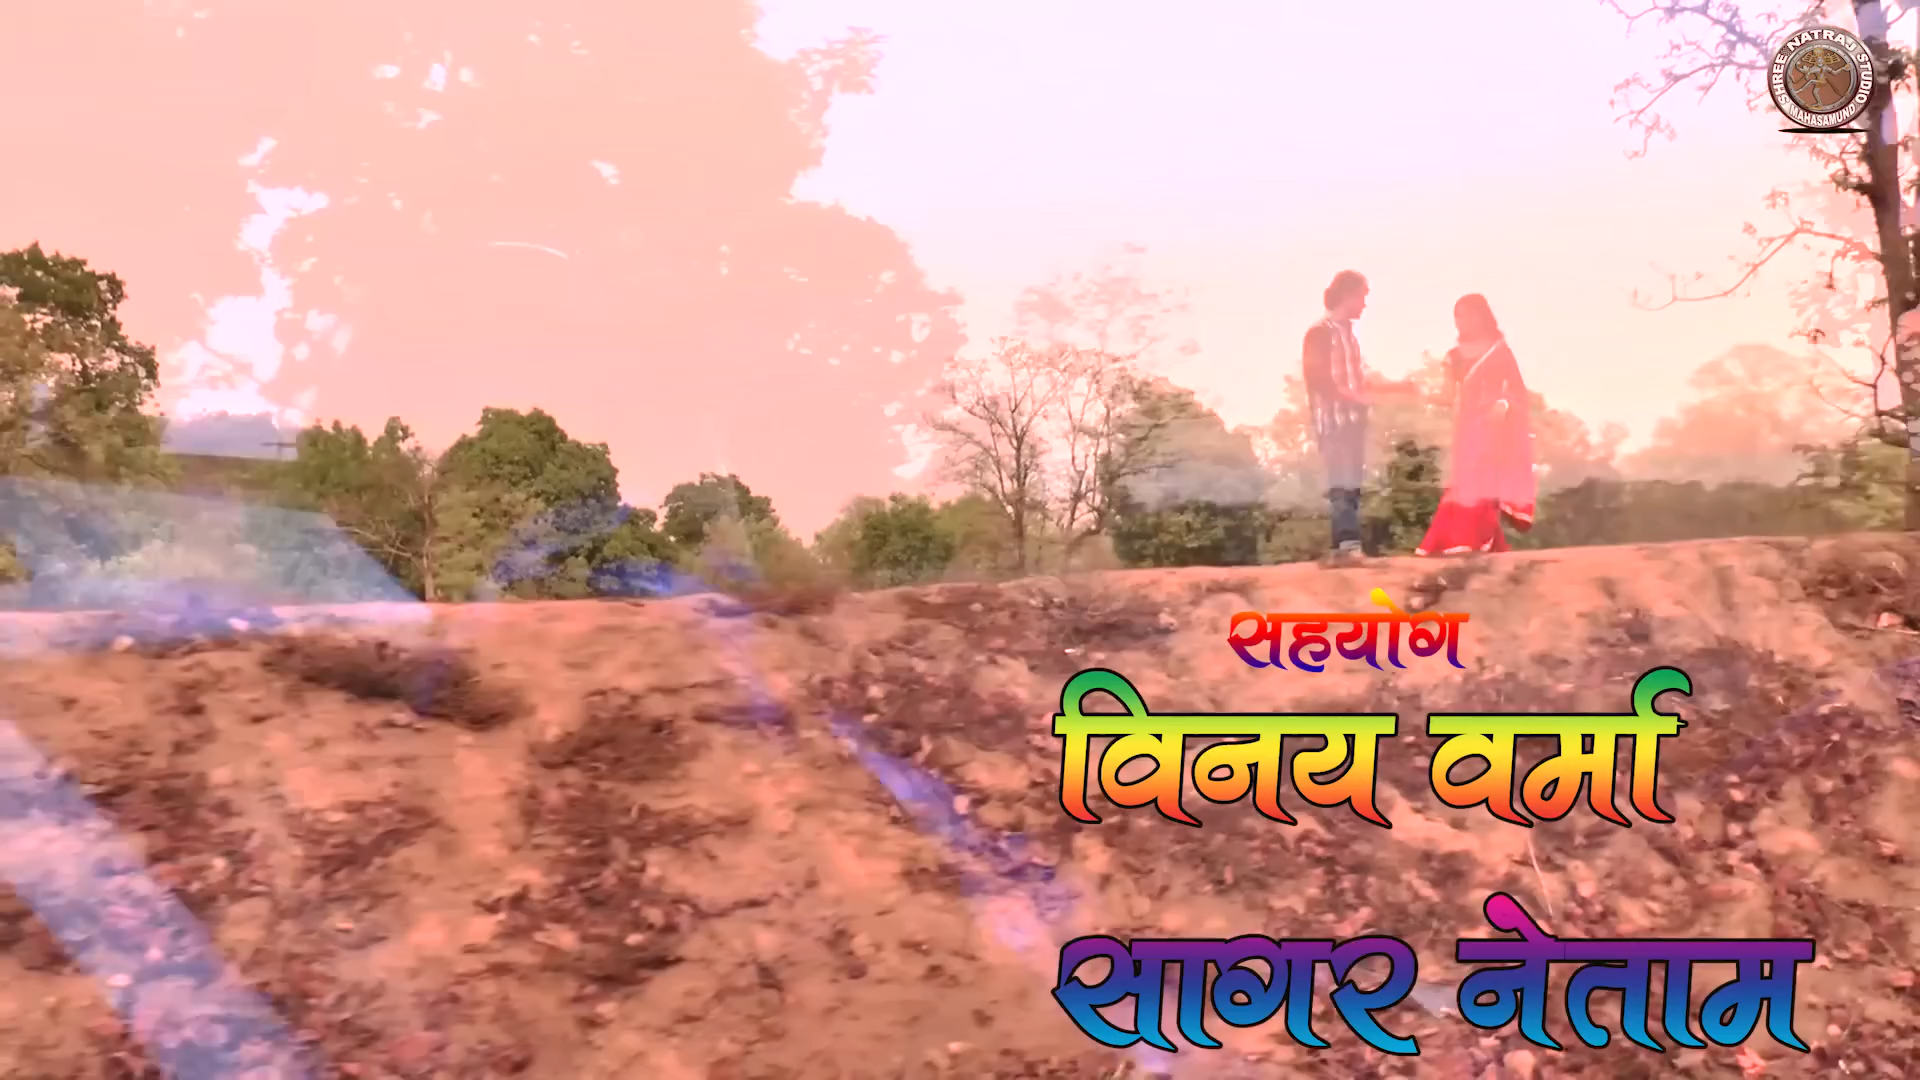 SHREE NATRAJ STUDIO
MAHASAMUND
सहयोग
विनय वर्मा
सागर नेताम